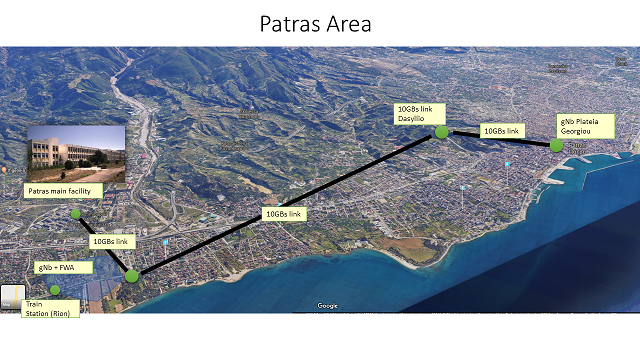 Patras Area
10GBs link
Dasyllio
gNb Plateia
Georgiou
10GBs link
Patras main facility
10GBs link
10GBs link
gNb + FWA
Train
Station (Rion)
Google